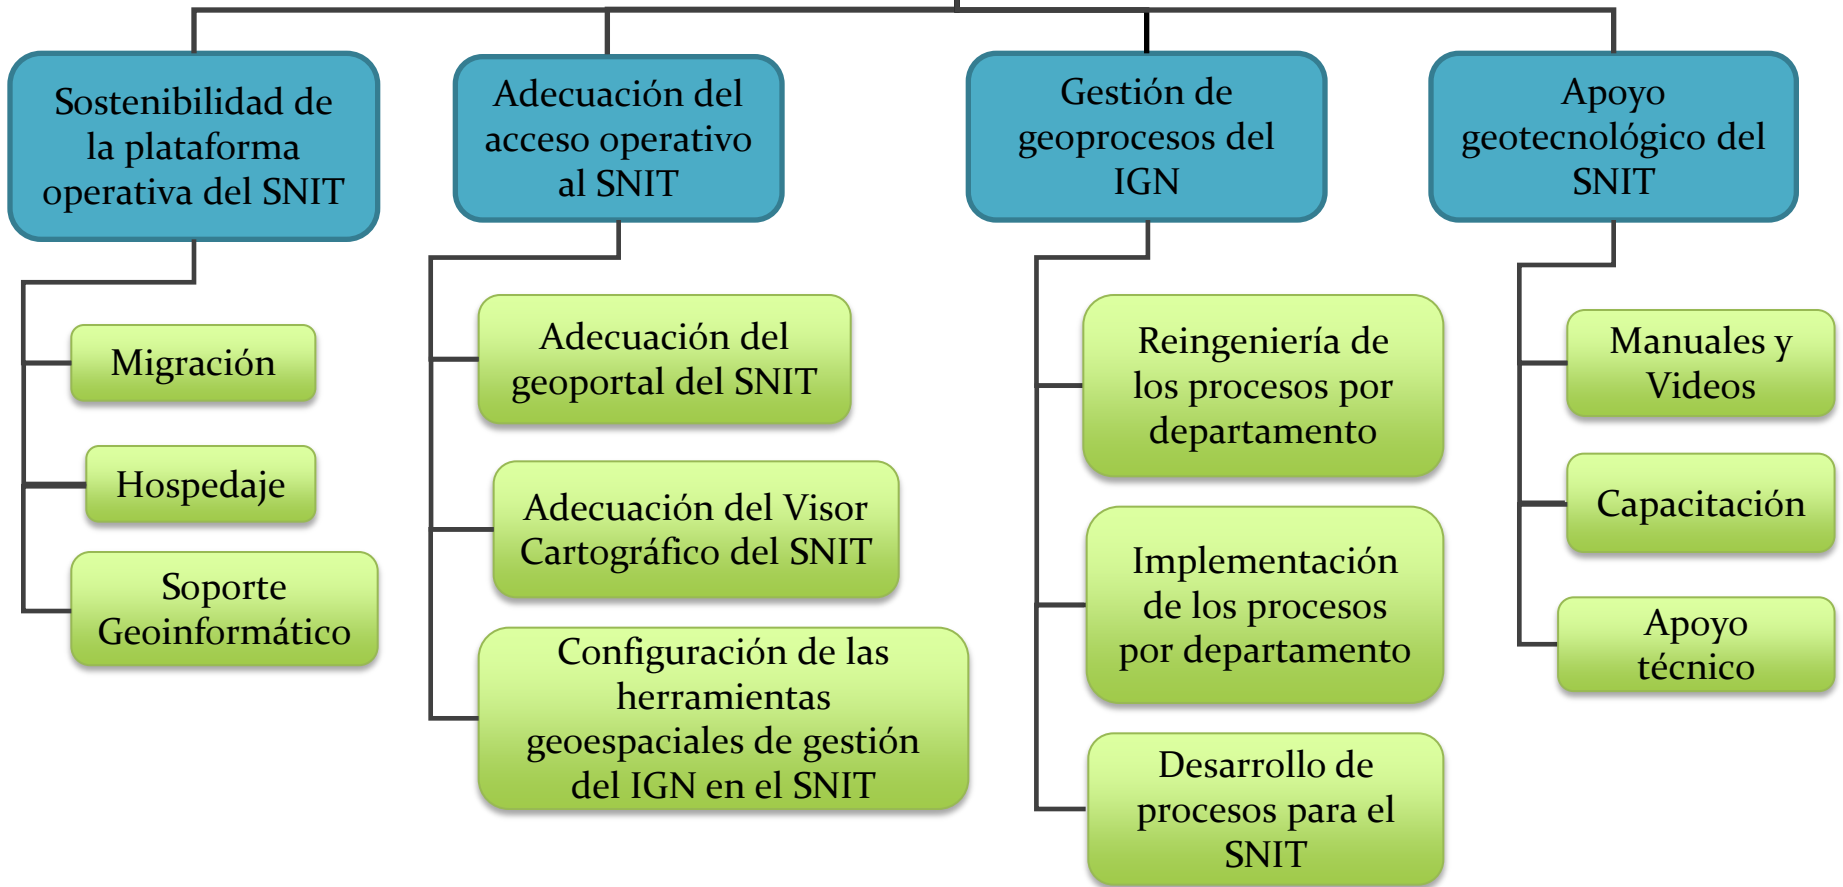 Sostenibilidad de
la plataforma
operativa del SNIT
Migración
Hospedaje
Soporte
Geoinformático
Adecuación del
acceso operativo
al SNIT
Adecuación del
geoportal del SNIT
Adecuación del Visor
Cartográfico del SNIT
Configuración de las
herramientas
geoespaciales de gestión
del IGN en el SNIT
Gestión de
geoprocesos del
IGN
Reingeniería de
los procesos por
departamento
Implementación
de los procesos
por departamento
Desarrollo de
procesos para el
SNIT
Apoyo
geotecnológico del
SNIT
Manuales y
Videos
Capacitación
Apoyo
técnico